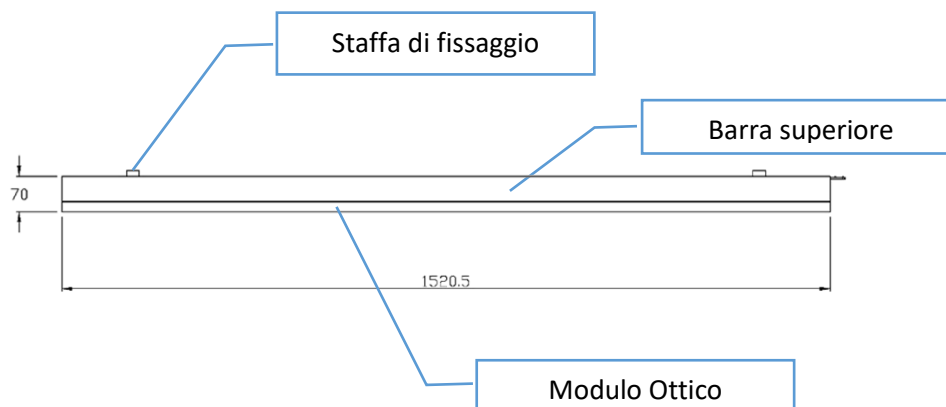 Staffa di fissaggio
Barra superiore
70
1520.5
Modulo Ottico